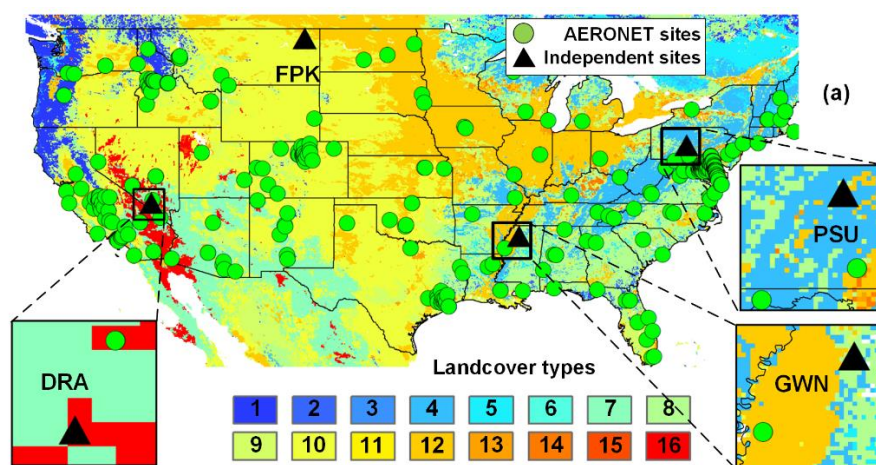 AERONET sites
Independent sites
FPK
(a)
PSU
DRA
GWN
Landcover types
1 2 3 4 5 6 7 8
9 10 11 12 13 14 15 16